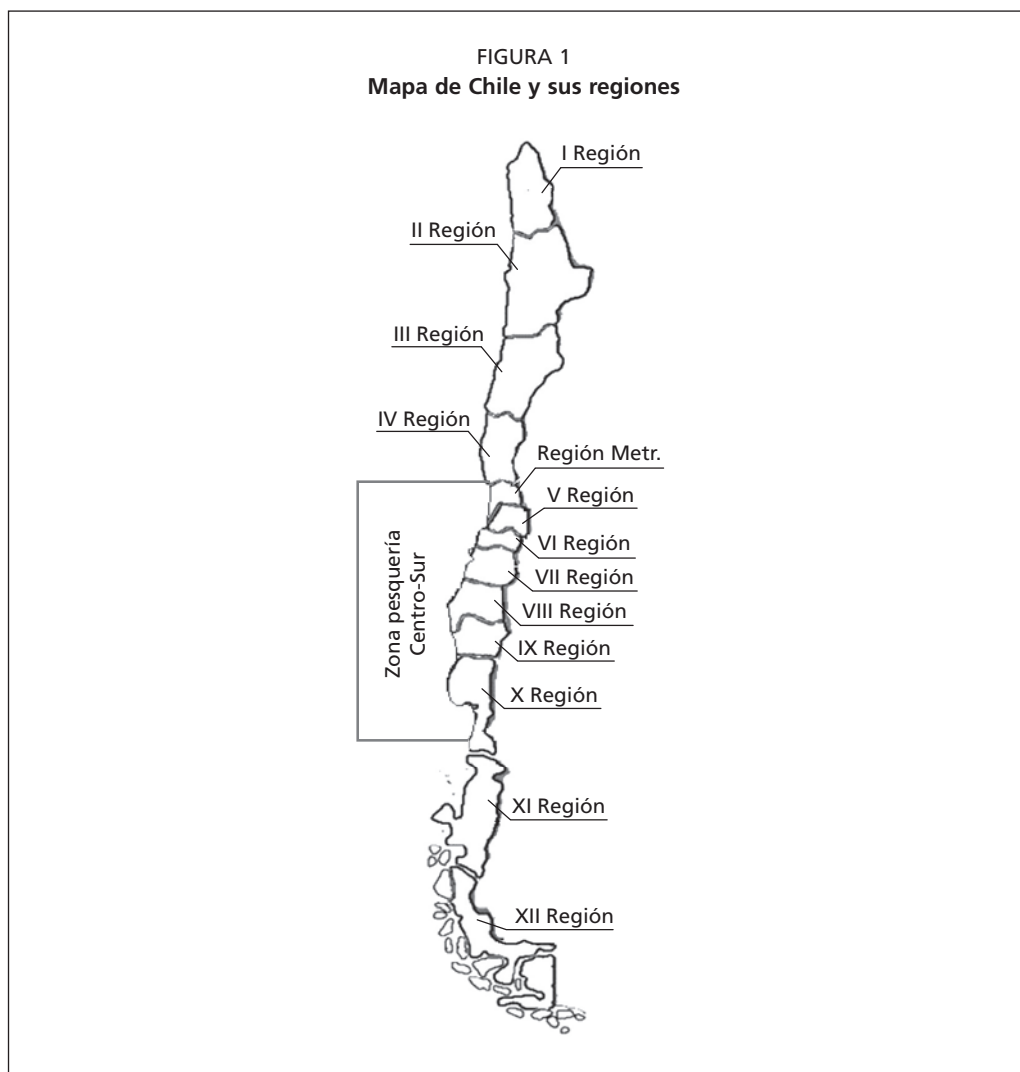 FIGURA 1
Mapa de Chile y sus regiones
I Región
II Región
III Región
IV Región
Región Metr.
V Región
VI Región
VII Región
VIII Región
IX Región
X Región
Zona pesquería
Centro-Sur
XI Región
XII Región